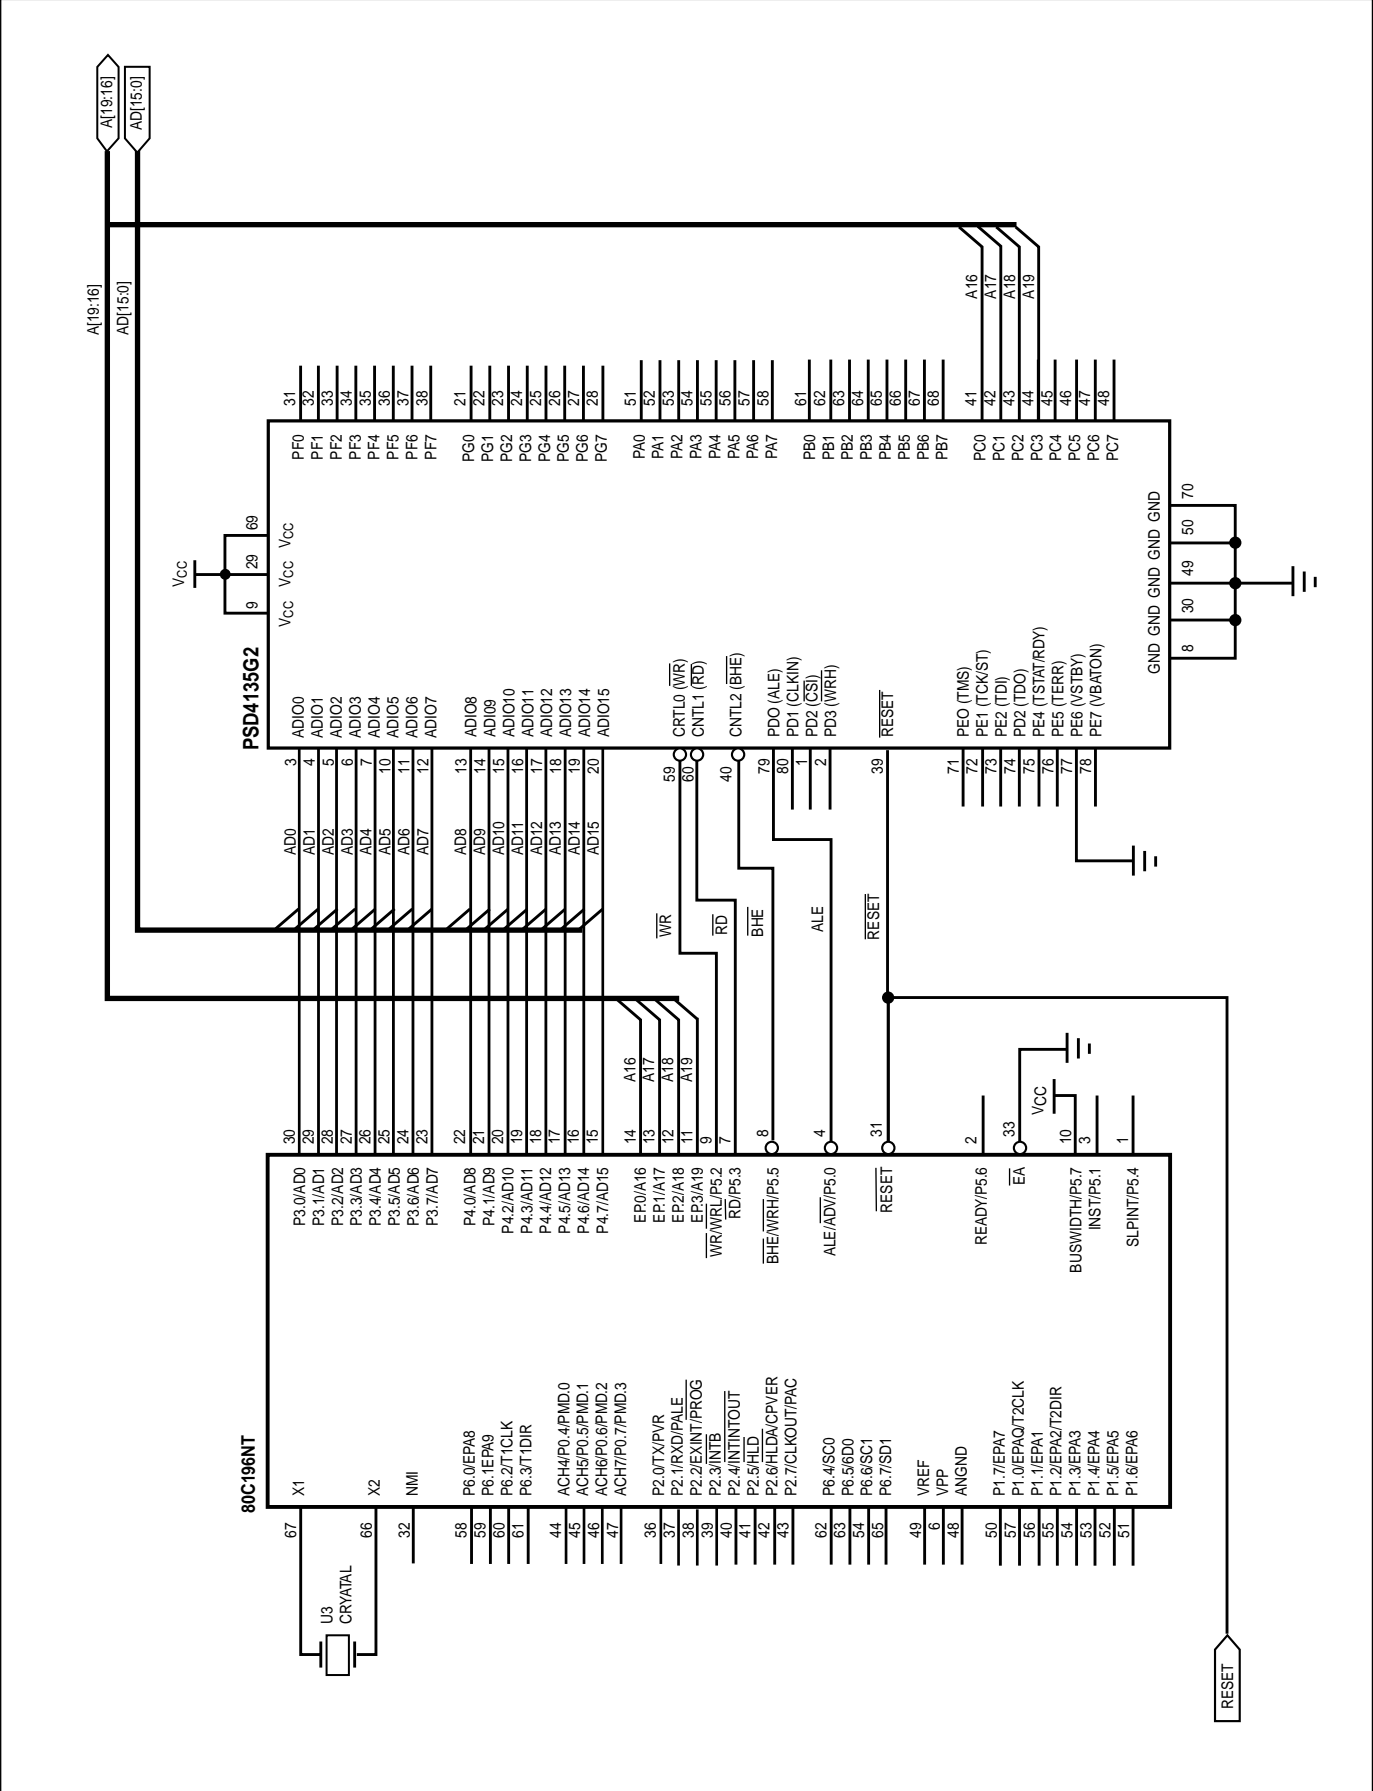 80C196NT
U3
CRYATAL
67 X1
66 X2
32 NMI
58 P6.0/EPA8
59 P6.1EPA9
60 P6.2/T1CLK
61 P6.3/T1DIR
44 ACH4/P0.4/PMD.0
45 ACH5/P0.5/PMD.1
46 ACH6/P0.6/PMD.2
47 ACH7/P0.7/PMD.3
36 P2.0/TX/PVR
37 P2.1/RXD/PALE
38 P2.2/EXINT/PROG
39 P2.3/INTB
40 P2.4/INTINTOUT
41 P2.5/HLD
42 P2.6/HLDA/CPVER
43 P2.7/CLKOUT/PAC
62 P6.4/SC0
63 P6.5/6D0
54 P6.6/SC1
65 P6.7/SD1
49 VREF
6 VPP
48 ANGND
50 P1.7/EPA7
57 P1.0/EPAQ/T2CLK
56 P1.1/EPA1
55 P1.2/EPA2/T2DIR
54 P1.3/EPA3
53 P1.4/EPA4
52 P1.5/EPA5
51 P1.6/EPA6
P3.0/AD0 30
P3.1/AD1 29
P3.2/AD2 28
P3.3/AD3 27
P3.4/AD4 26
P3.5/AD5 25
P3.6/AD6 24
P3.7/AD7 23
P4.0/AD8 22
P4.1/AD9 21
P4.2/AD10 20
P4.3/AD11 19
P4.4/AD12 18
P4.5/AD13 17
P4.6/AD14 16
P4.7/AD15 15
EP.0/A16 14 A16
EP.1/A17 13 A17
EP.2/A18 12 A18
EP.3/A19 11 A19
WR/WRL/P5.2 9
RD/P5.3 7
BHE/WRH/P5.5 8
ALE/ADV/P5.0 4
RESET 31
READY/P5.6 2
EA 33
VCC
BUSWIDTH/P5.7 10
INST/P5.1 3
SLPINT/P5.4 1
RESET
WR
RD
BHE
ALE
RESET
PSD4135G2
AD0 3 ADIO0
AD1 4 ADIO1
AD2 5 ADIO2
AD3 6 ADIO3
AD4 7 ADIO4
AD5 10 ADIO5
AD6 11 ADIO6
AD7 12 ADIO7
AD8 13 ADIO8
AD9 14 ADIO9
AD10 15 ADIO10
AD11 16 ADIO11
AD12 17 ADIO12
AD13 18 ADIO13
AD14 19 ADIO14
AD15 20 ADIO15
59 CRTL0 (WR)
60 CNTL1 (RD)
40 CNTL2 (BHE)
79 PDO (ALE)
80 PD1 (CLKIN)
1 PD2 (CSI)
2 PD3 (WRH)
39 RESET
71 PEO (TMS)
72 PE1 (TCK/ST)
73 PE2 (TDI)
74 PD2 (TDO)
75 PE4 (TSTAT/RDY)
76 PE5 (TERR)
77 PE6 (VSTBY)
78 PE7 (VBATON)
VCC
9 29 69
VCC VCC VCC
GND GND GND GND GND
8 30 49 50 70
PF0 31
PF1 32
PF2 33
PF3 34
PF4 35
PF5 36
PF6 37
PF7 38
PG0 21
PG1 22
PG2 23
PG3 24
PG4 25
PG5 26
PG6 27
PG7 28
PA0 51
PA1 52
PA2 53
PA3 54
PA4 55
PA5 56
PA6 57
PA7 58
PB0 61
PB1 62
PB2 63
PB3 64
PB4 65
PB5 66
PB6 67
PB7 68
PC0 41 A16
PC1 42 A17
PC2 43 A18
PC3 44 A19
PC4 45
PC5 46
PC6 47
PC7 48
A[19:16]
AD[15:0]
A[19:16]
AD[15:0]